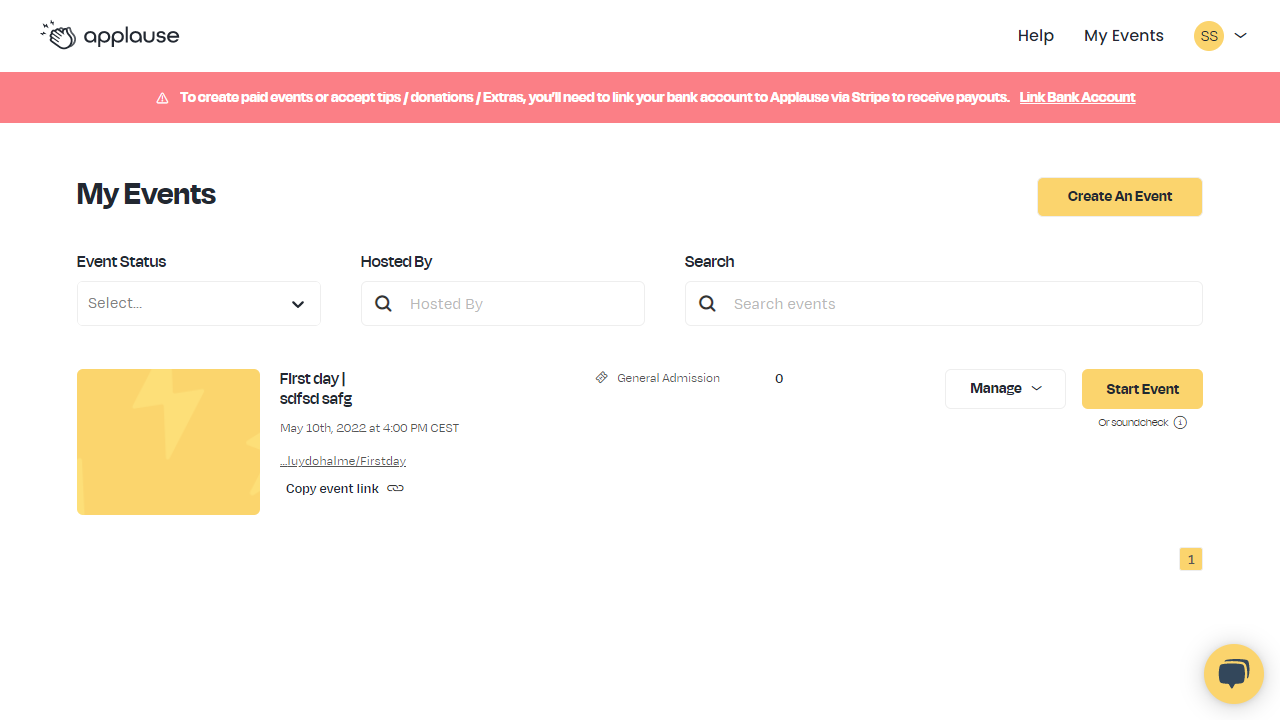 applause
Help
My Events
SS
To create paid events or accept tips / donations / Extras, you'll need to link your bank account to Applause via Stripe to receive payouts. Link Bank Account
My Events
Create An Event
Event Status
Hosted By
Search
Select...
Hosted By
Search events
First day |
sdfsd safg
May 10th, 2022 at 4:00 PM CEST
...luydohalme/Firstday
Copy event link
General Admission
0
Manage
Start Event
Or soundcheck
1